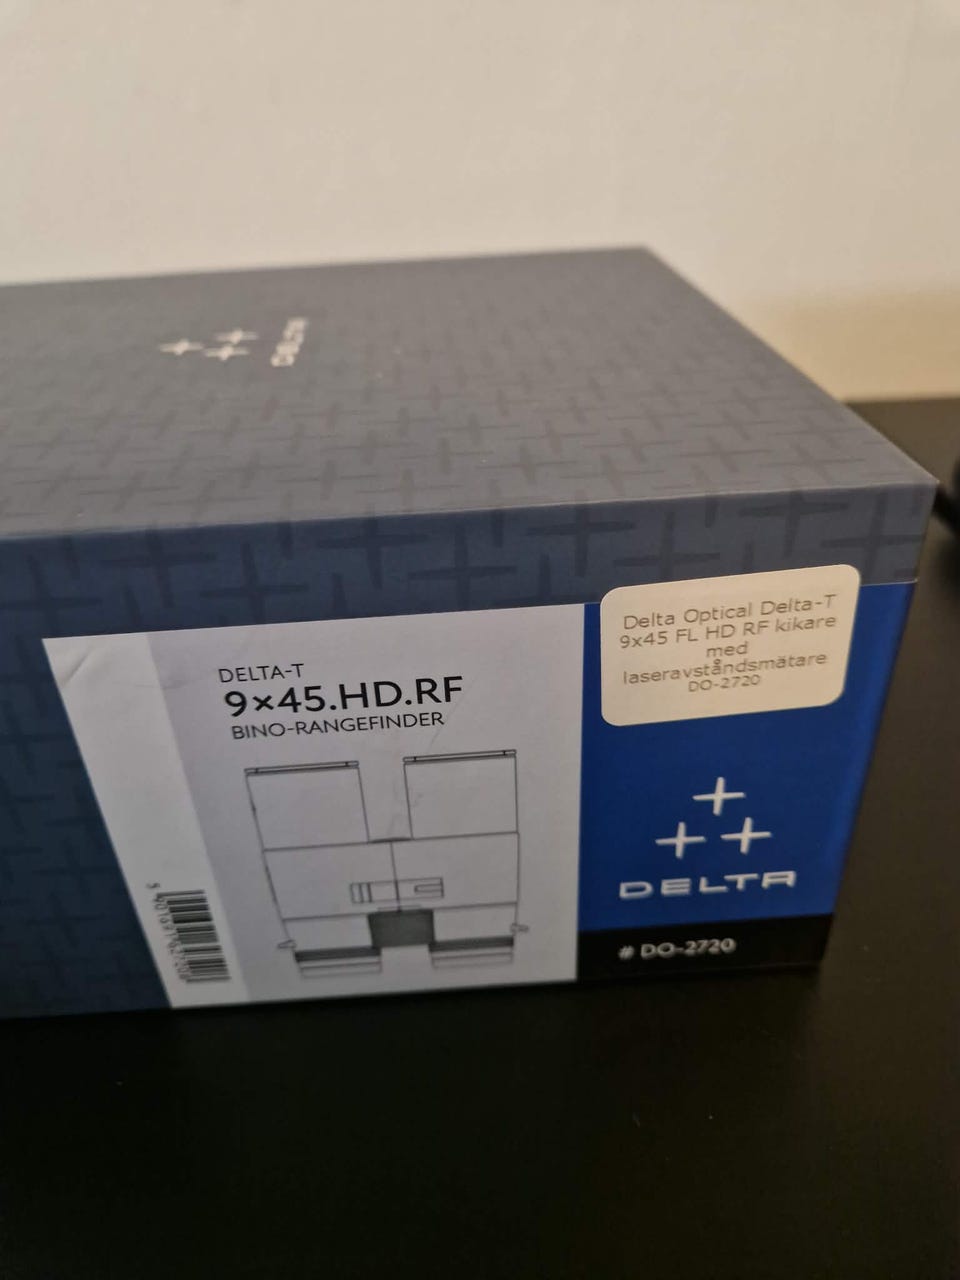 DELTA
DELTA-T
9×45.HD.RF
BINO-RANGEFINDER
Delta Optical Delta-T
9x45 FL HD RF kikare
med
laseravståndsmätare
DO-2720
DELTA
# DO-2720